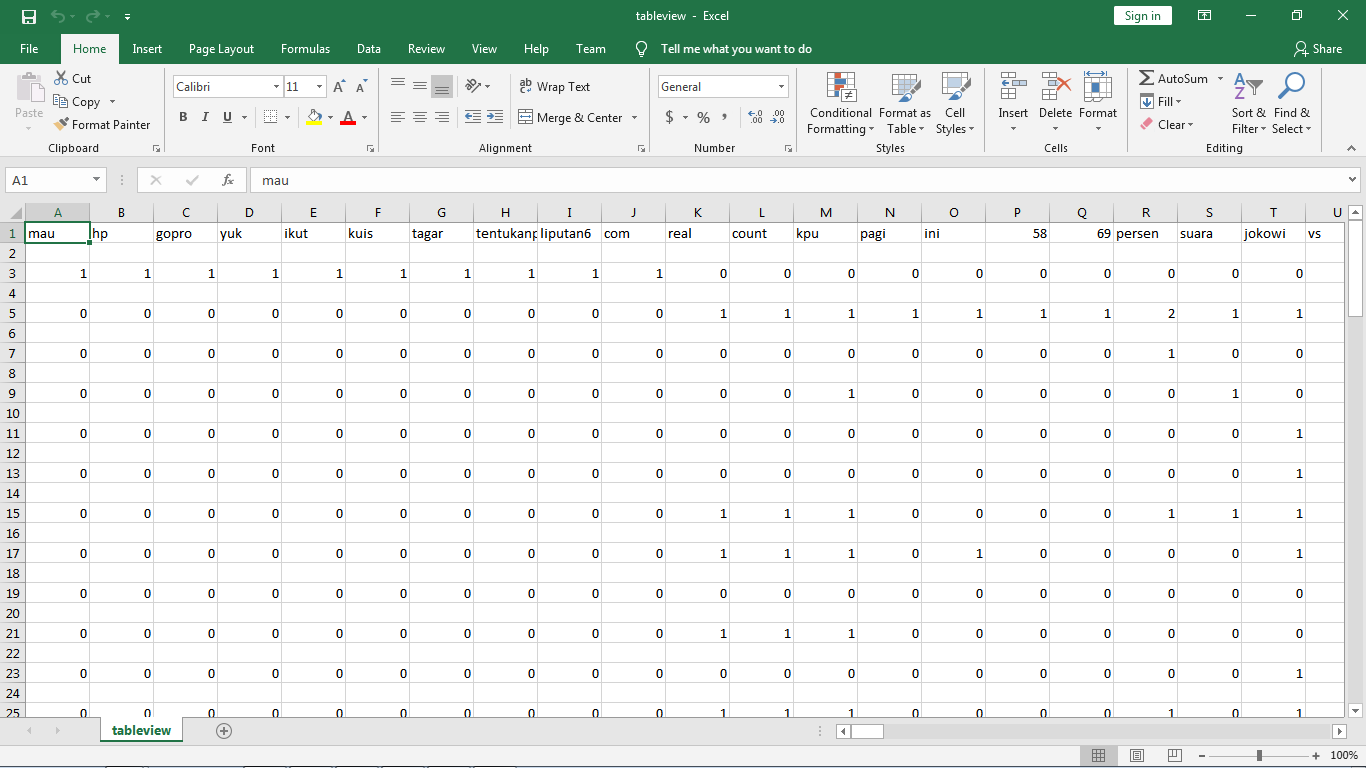 tableview - Excel Sign in
File Home Insert Page Layout Formulas Data Review View Help Team Tell me what you want to do Share
Paste Cut Copy Format Painter
Clipboard
Calibri 11 A A
B I U A
Font
ab Wrap Text
Merge & Center
Alignment
General
$ % ,
Number
Conditional Formatting Format as Table Cell Styles
Styles
Insert Delete Format
Cells
AutoSum Fill Clear Sort & Filter Find & Select
Editing
A1 fx mau
A B C D E F G H I J K L M N O P Q R S T U
1 mau hp gopro yuk ikut kuis tagar tentukanp liputan6 com real count kpu pagi ini 58 69 persen suara jokowi vs
2
3 1 1 1 1 1 1 1 1 1 1 0 0 0 0 0 0 0 0 0 0
4
5 0 0 0 0 0 0 0 0 0 0 1 1 1 1 1 1 1 2 1 1
6
7 0 0 0 0 0 0 0 0 0 0 0 0 0 0 0 0 0 1 0 0
8
9 0 0 0 0 0 0 0 0 0 0 0 0 1 0 0 0 0 0 1 0
10
11 0 0 0 0 0 0 0 0 0 0 0 0 0 0 0 0 0 0 0 1
12
13 0 0 0 0 0 0 0 0 0 0 0 0 0 0 0 0 0 0 0 1
14
15 0 0 0 0 0 0 0 0 0 0 1 1 1 0 0 0 0 1 1 1
16
17 0 0 0 0 0 0 0 0 0 0 1 1 1 0 1 0 0 0 0 1
18
19 0 0 0 0 0 0 0 0 0 0 0 0 0 0 0 0 0 0 0 0
20
21 0 0 0 0 0 0 0 0 0 0 1 1 1 0 0 0 0 0 0 0
22
23 0 0 0 0 0 0 0 0 0 0 0 0 0 0 0 0 0 0 0 1
24
25 0 0 0 0 0 0 0 0 0 0 1 1 1 0 0 0 0 1 0 1
tableview
100%